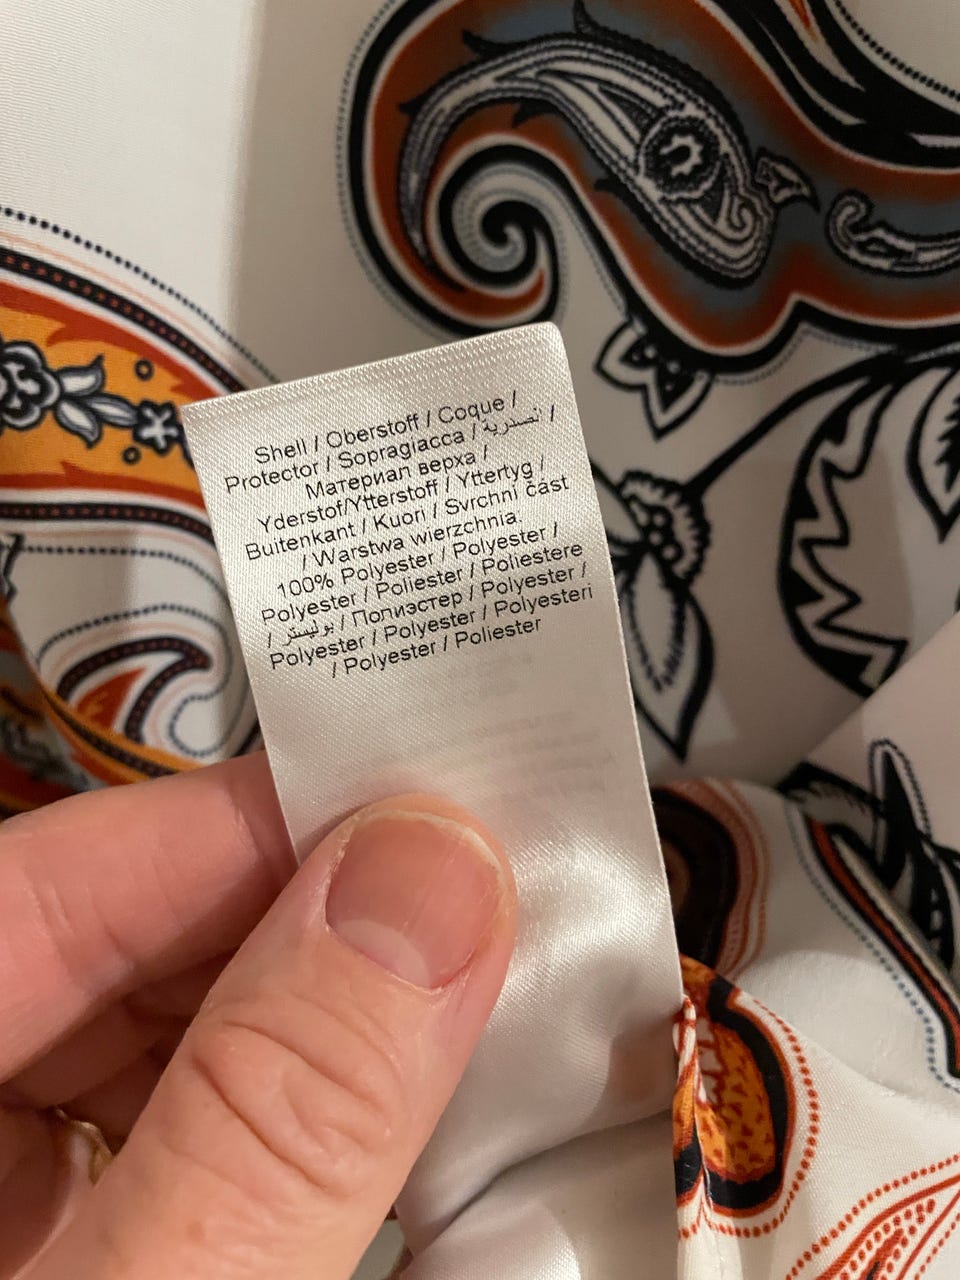 Shell / Oberstoff / Coque /
Protector / Sopragiacca / تصندرية /
Материал верха /
Yderstof/Ytterstoff / Yttertyg /
Buitenkant / Kuori / Svrchní část
/ Warstwa wierzchnia:
100% Polyester / Polyester /
Polyester / Poliester / Poliestere
/ بوليستر / Полиэстер / Polyester /
Polyester / Polyester / Polyesteri
/ Polyester / Poliester